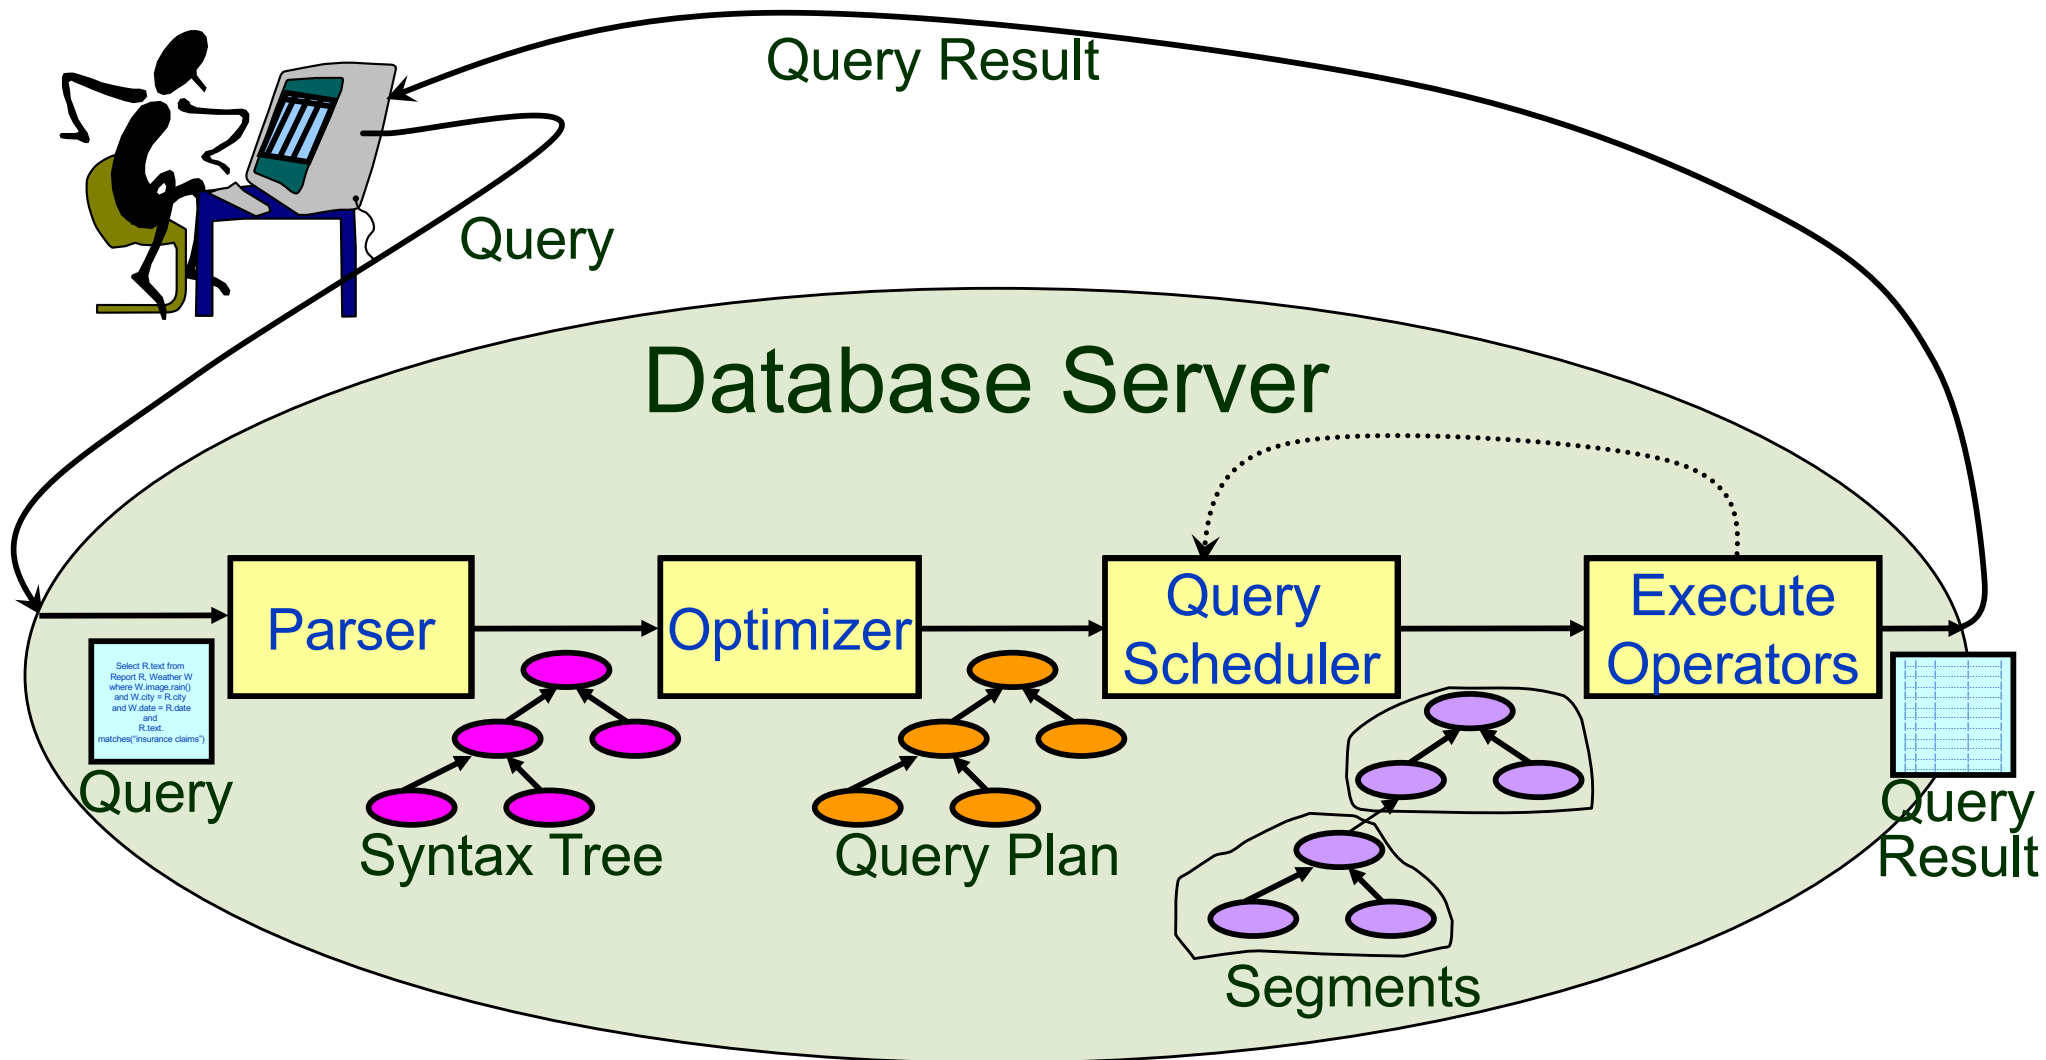 Query Result
Query
Database Server
Parser
Optimizer
Query
Scheduler
Execute
Operators
Select R.text from
Report R, Weather W
where W.image.rain()
and W.city = R.city
and W.date = R.date
and
R.text.
matches("insurance claims")
Query
Syntax Tree
Query Plan
Segments
Query
Result